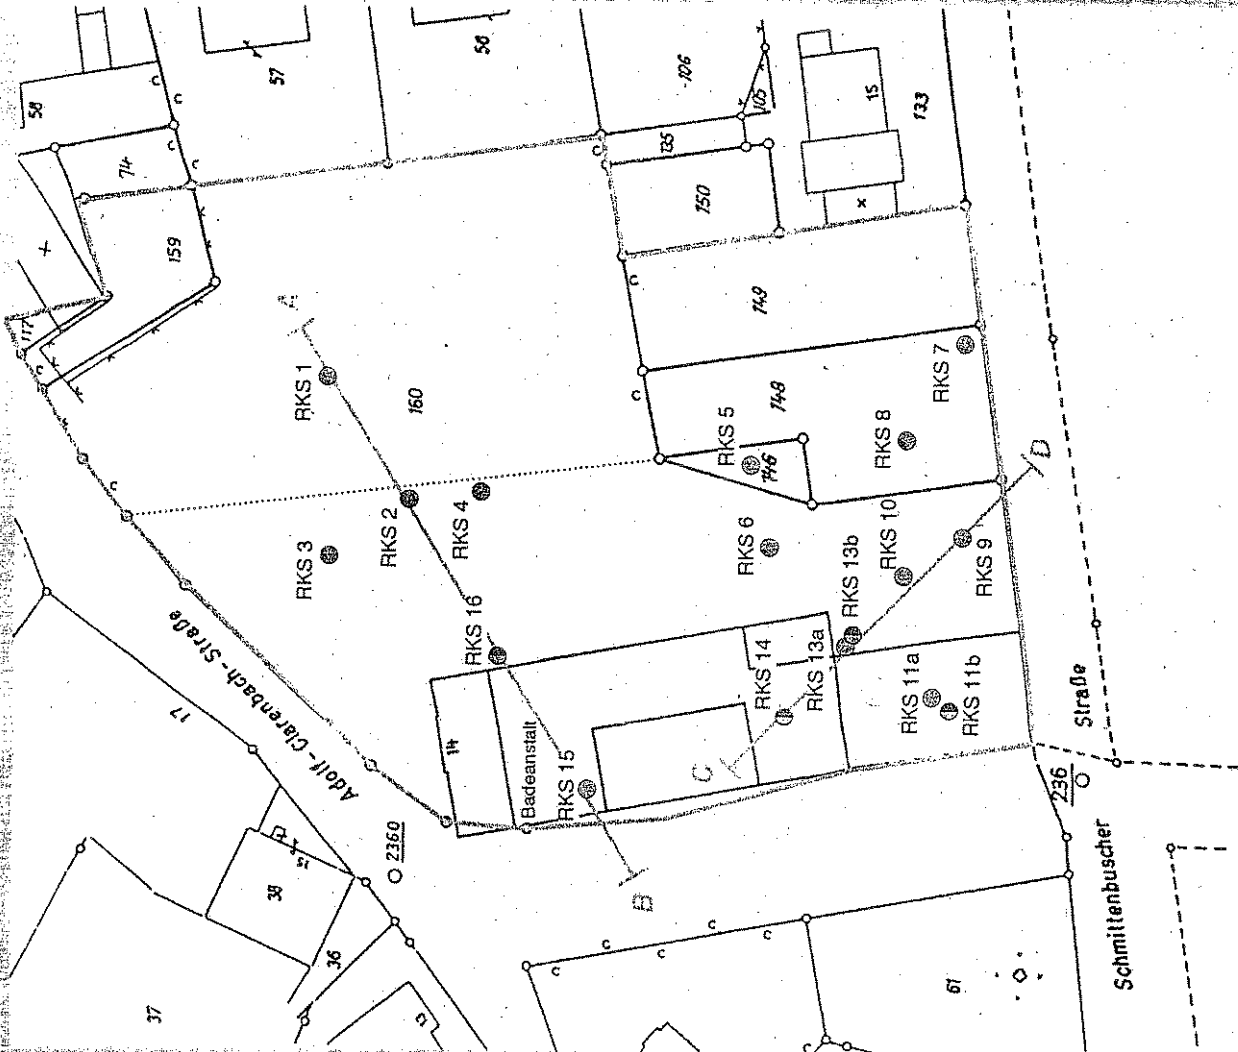 58
57
50
106
105
135
15
133
74
159
150
117
A
149
RKS 1
160
148
RKS 7
RKS 5
146
RKS 8
RKS 2
RKS 4
RKS 3
D
RKS 10
RKS 6
RKS 13b
RKS 9
RKS 16
RKS 14
RKS 13a
RKS 11a
RKS 11b
Adolf-Clarenbach-Straße
17
14
Badeanstalt
RKS 15
C
Straße
236
B
2360
15
38
36
37
13
61
Schmittenbuscher